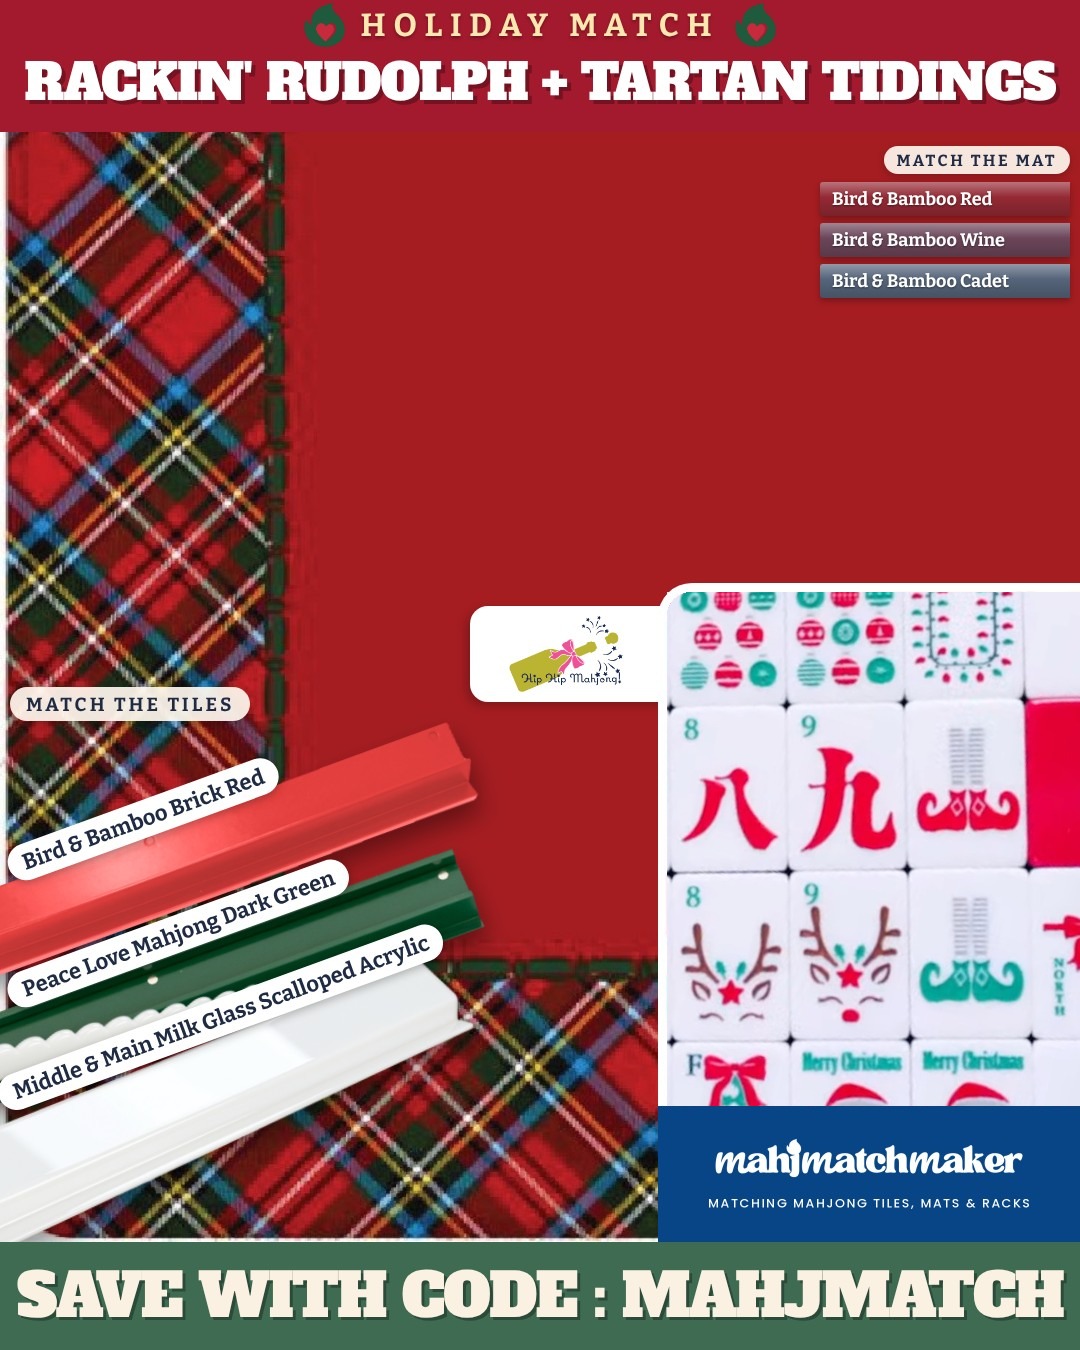 HOLIDAY MATCH
RACKIN' RUDOLPH + TARTAN TIDINGS
MATCH THE MAT
Bird & Bamboo Red
Bird & Bamboo Wine
Bird & Bamboo Cadet
Hip Hip Mahjong!
MATCH THE TILES
Bird & Bamboo Brick Red
Peace Love Mahjong Dark Green
Middle & Main Milk Glass Scalloped Acrylic
8 9
八 九
8 9
NORTH
F Merry Christmas Merry Christmas
mahjmatchmaker
MATCHING MAHJONG TILES, MATS & RACKS
SAVE WITH CODE : MAHJMATCH